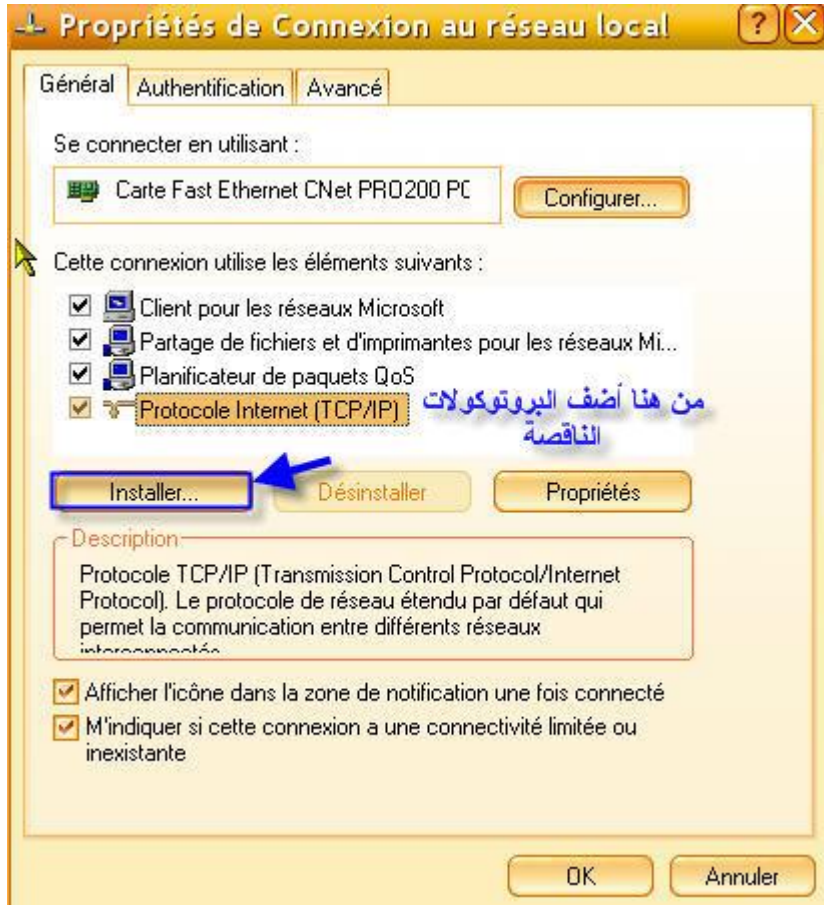 Propriétés de Connexion au réseau local
Général
Authentification
Avancé
Se connecter en utilisant :
Carte Fast Ethernet CNet PRO200 PC
Configurer...
Cette connexion utilise les éléments suivants :
Client pour les réseaux Microsoft
Partage de fichiers et d'imprimantes pour les réseaux Mi...
Planificateur de paquets QoS
Protocole Internet (TCP/IP)
من هنا أضف البروتوكولات
الناقصة
Installer...
Désinstaller
Propriétés
Description
Protocole TCP/IP (Transmission Control Protocol/Internet
Protocol). Le protocole de réseau étendu par défaut qui
permet la communication entre différents réseaux
interconnectés
Afficher l'icône dans la zone de notification une fois connecté
M'indiquer si cette connexion a une connectivité limitée ou
inexistante
OK
Annuler